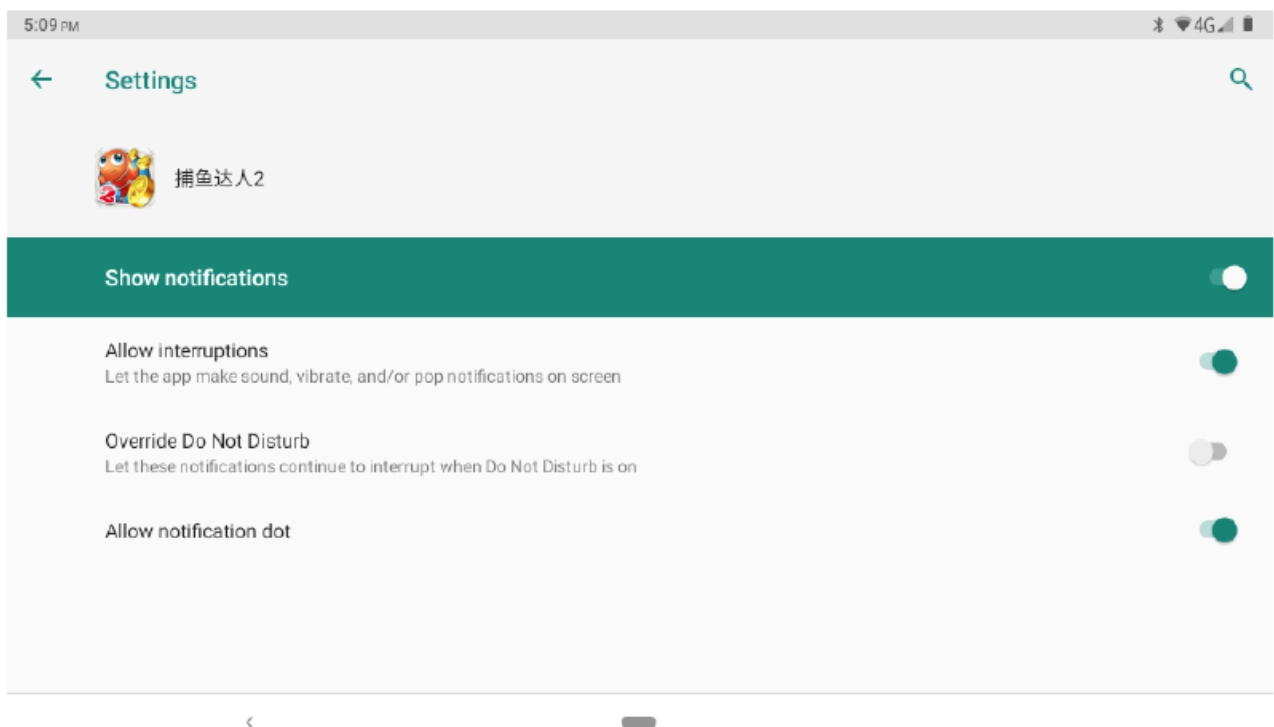 5:09 PM
4G
Settings
2
捕鱼达人2
Show notifications
Allow interruptions
Let the app make sound, vibrate, and/or pop notifications on screen
Override Do Not Disturb
Let these notifications continue to interrupt when Do Not Disturb is on
Allow notification dot